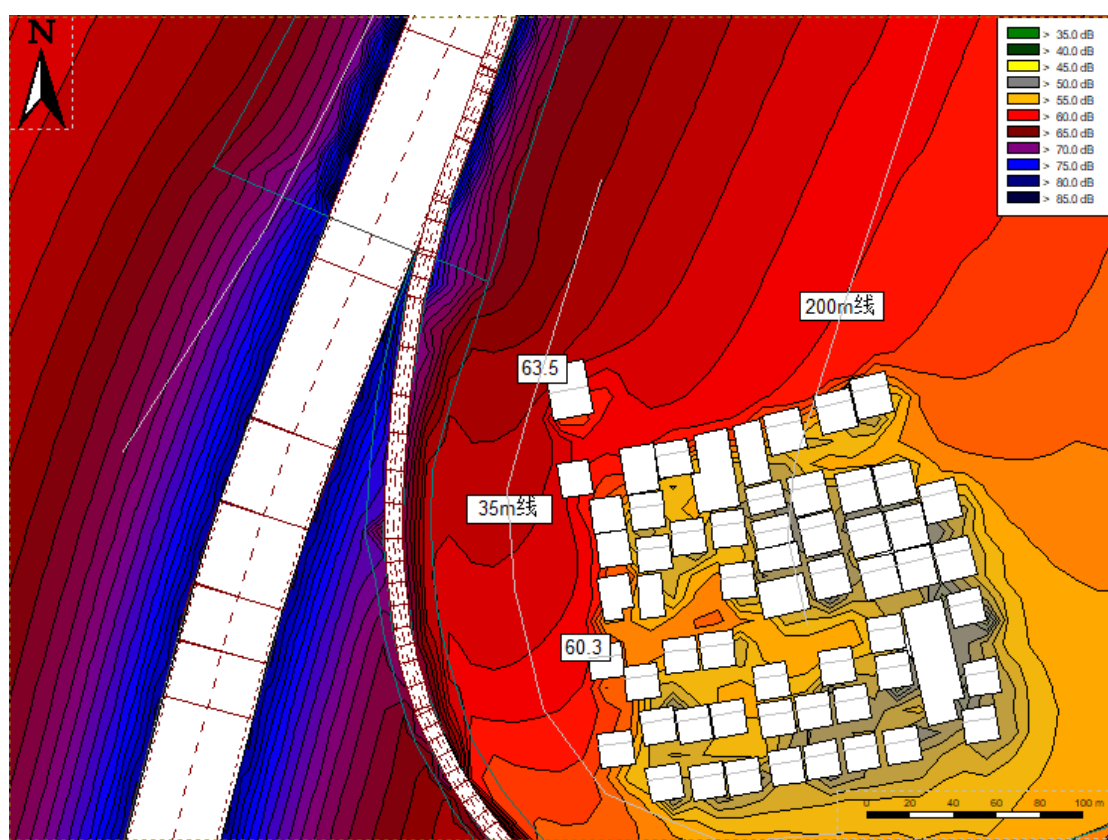 N
> 35.0 dB
> 40.0 dB
> 45.0 dB
> 50.0 dB
> 55.0 dB
> 60.0 dB
> 65.0 dB
> 70.0 dB
> 75.0 dB
> 80.0 dB
> 85.0 dB
200m线
63.5
35m线
60.3
0 20 40 60 80 100 m